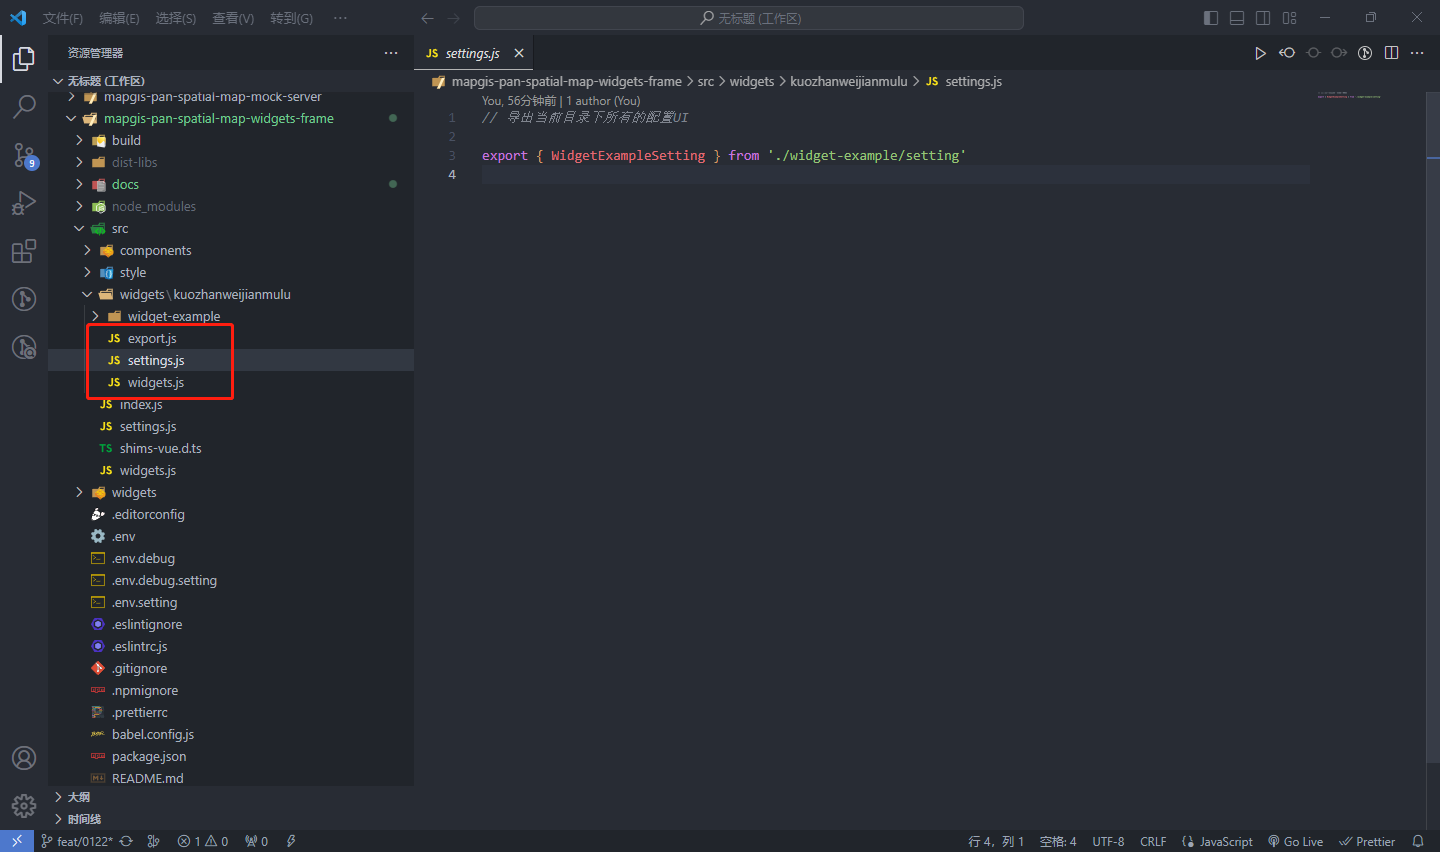 文件(F) 编辑(E) 选择(S) 查看(V) 转到(G) ··· 无标题 (工作区)
资源管理器 ···
无标题 (工作区)
mapgis-pan-spatial-map-mock-server
mapgis-pan-spatial-map-widgets-frame
build
dist-libs
docs
node_modules
src
components
style
widgets\kuozhanweijianmulu
widget-example
JS export.js
JS settings.js
JS widgets.js
JS index.js
JS settings.js
TS shims-vue.d.ts
JS widgets.js
widgets
.editorconfig
.env
.env.debug
.env.debug.setting
.env.setting
.eslintignore
.eslintrc.js
.gitignore
.npmignore
.prettierrc
babel.config.js
package.json
README.md
大纲
时间线
9
JS settings.js
mapgis-pan-spatial-map-widgets-frame > src > widgets > kuozhanweijianmulu > JS settings.js
You, 56分钟前 | 1 author (You)
1 // 导出当前目录下所有的配置UI
2
3 export { WidgetExampleSetting } from './widget-example/setting'
4
feat/0122* 1 0 0 行 4, 列 1 空格: 4 UTF-8 CRLF JavaScript Go Live Prettier